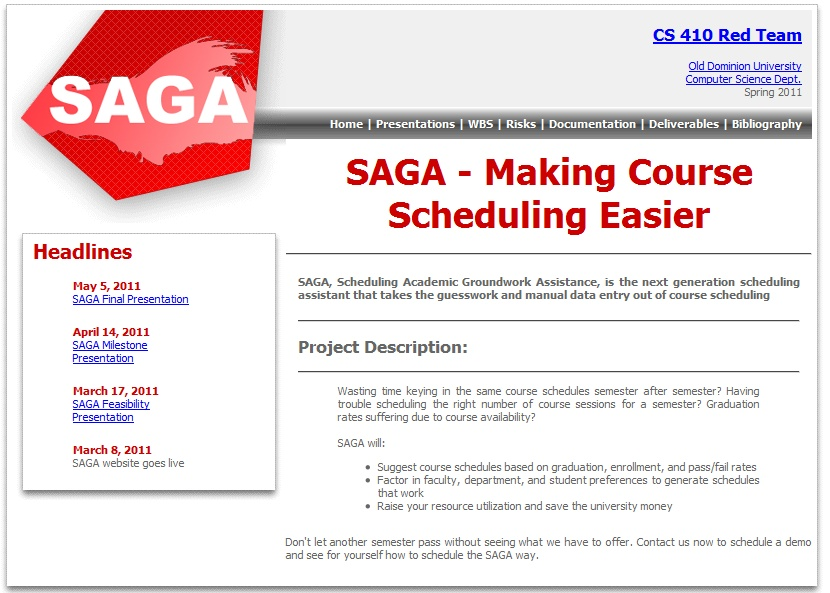 SAGA
CS 410 Red Team
Old Dominion University
Computer Science Dept.
Spring 2011
Home | Presentations | WBS | Risks | Documentation | Deliverables | Bibliography
SAGA - Making Course
Scheduling Easier
Headlines
May 5, 2011
SAGA Final Presentation
April 14, 2011
SAGA Milestone
Presentation
March 17, 2011
SAGA Feasibility
Presentation
March 8, 2011
SAGA website goes live
SAGA, Scheduling Academic Groundwork Assistance, is the next generation scheduling
assistant that takes the guesswork and manual data entry out of course scheduling
Project Description:
Wasting time keying in the same course schedules semester after semester? Having
trouble scheduling the right number of course sessions for a semester? Graduation
rates suffering due to course availability?
SAGA will:
• Suggest course schedules based on graduation, enrollment, and pass/fail rates
• Factor in faculty, department, and student preferences to generate schedules
that work
• Raise your resource utilization and save the university money
Don't let another semester pass without seeing what we have to offer. Contact us now to schedule a demo
and see for yourself how to schedule the SAGA way.